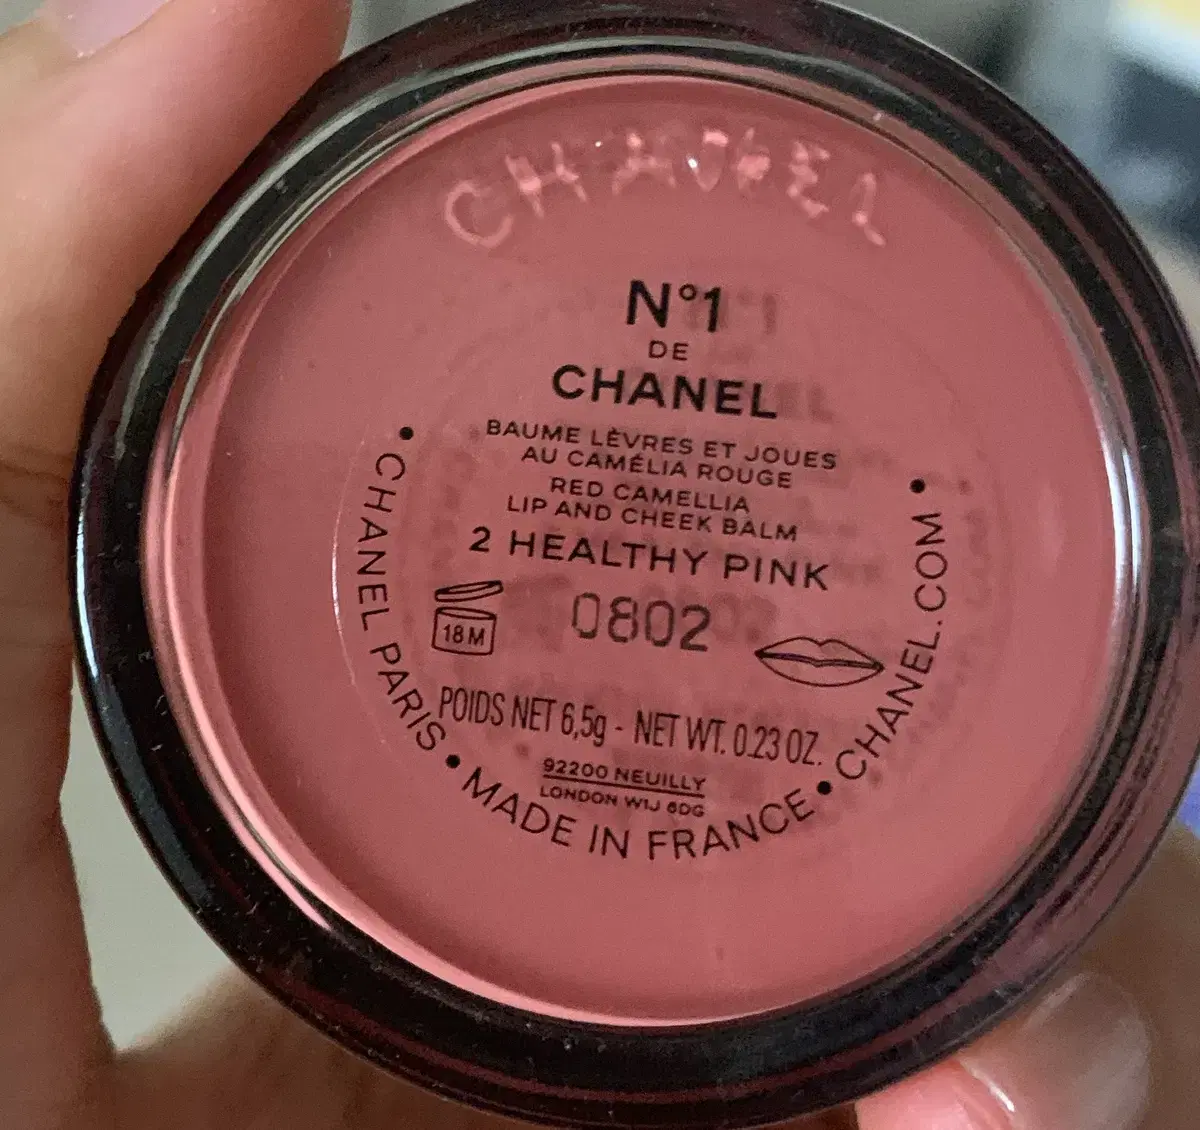 CHANEL
N°1
DE
CHANEL
BAUME LÈVRES ET JOUES
AU CAMÉLIA ROUGE
RED CAMELLIA
LIP AND CHEEK BALM
2 HEALTHY PINK
18M
0802
POIDS NET 6,5g - NET WT. 0.23 OZ.
92200 NEUILLY
LONDON W1J 6DG
• CHANEL PARIS • MADE IN FRANCE • CHANEL.COM •